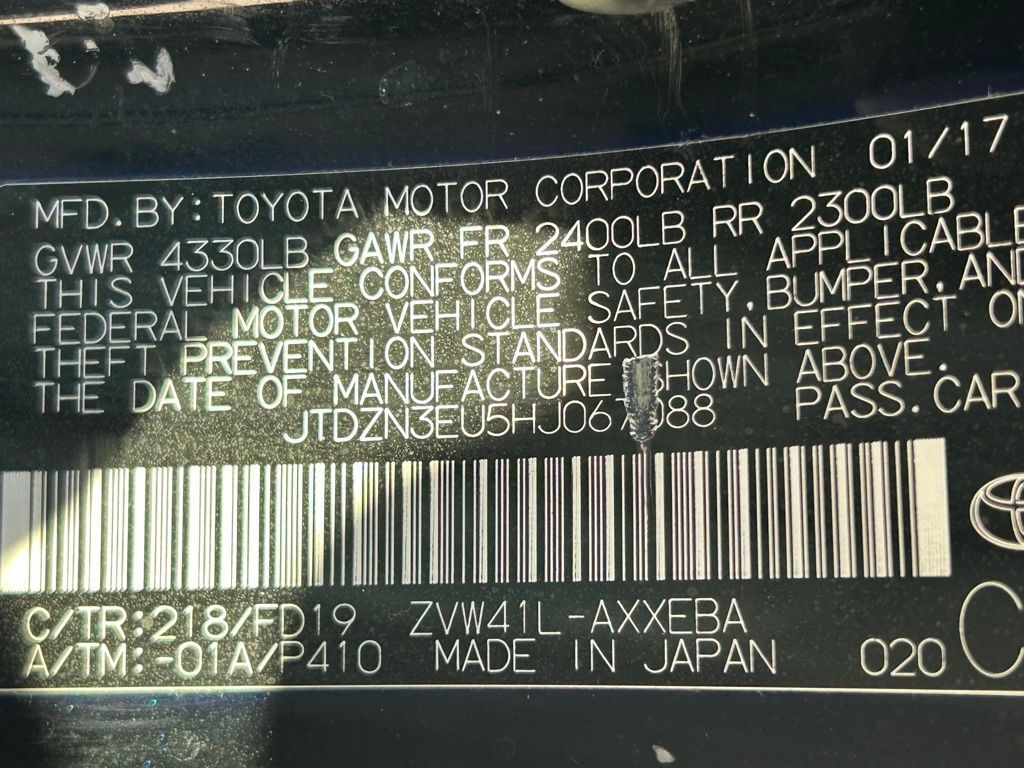 MFD.BY:TOYOTA MOTOR CORPORATION 01/17
GVWR 4330LB GAWR FR 2400LB RR 2300LB
THIS VEHICLE CONFORMS TO ALL APPLICABLE
FEDERAL MOTOR VEHICLE SAFETY,BUMPER,AND
THEFT PREVENTION STANDARDS IN EFFECT ON
THE DATE OF MANUFACTURE SHOWN ABOVE.
JTDZN3EU5HJ067088 PASS.CAR
C/TR:218/FD19 ZVW41L-AXXEBA
A/TM:-01A/P410 MADE IN JAPAN 020 C